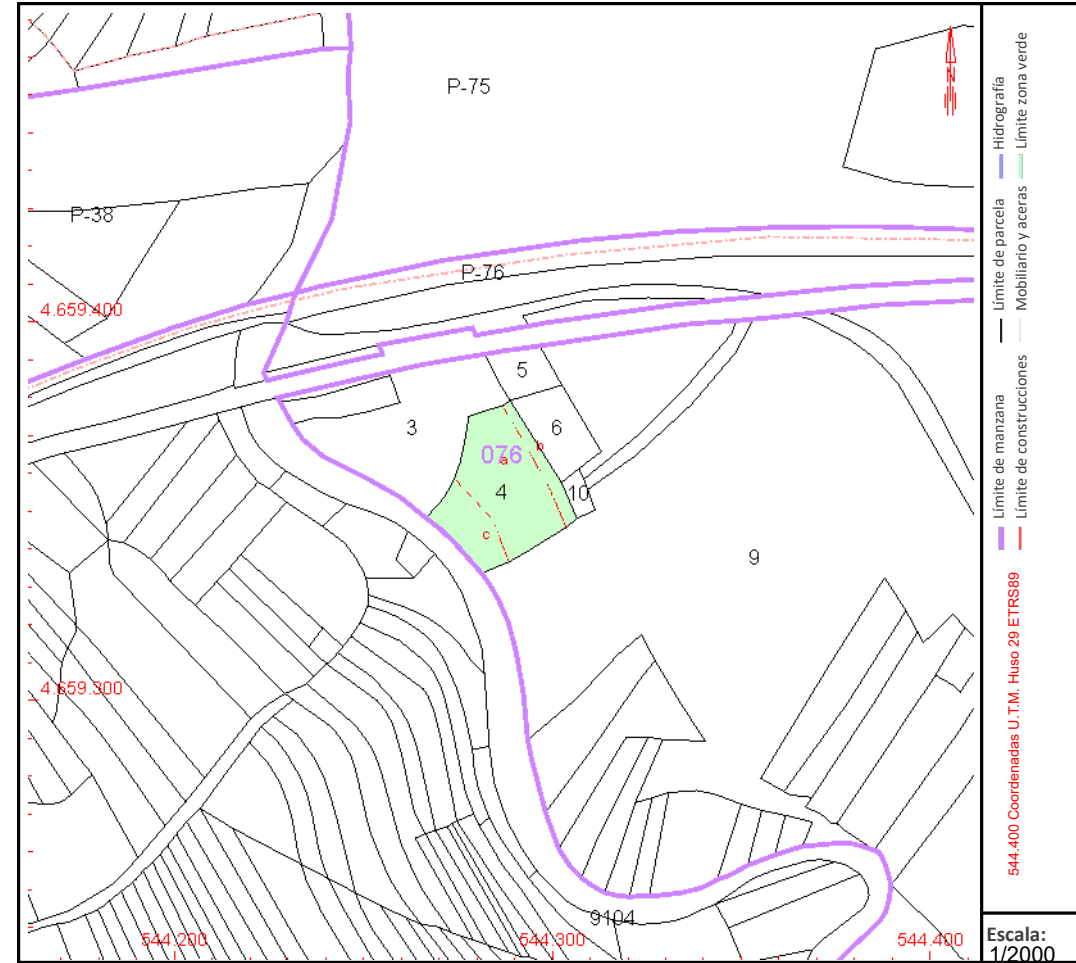 P-75
P-38
P-76
4.659.400
5
3
6
076
b
a
4
10
c
9
4.659.300
9104
544.200
544.300
544.400
N
Hidrografía
Límite zona verde
Límite de parcela
Mobiliario y aceras
Límite de manzana
Límite de construcciones
544.400 Coordenadas U.T.M. Huso 29 ETRS89
Escala:
1/2000